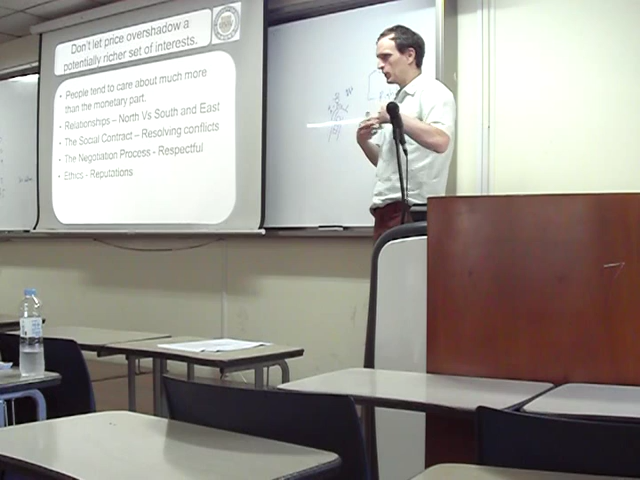 Don't let price overshadow a
potentially richer set of interests.
• People tend to care about much more
than the monetary part.
• Relationships – North Vs South and East
• The Social Contract – Resolving conflicts
• The Negotiation Process - Respectful
• Ethics - Reputations